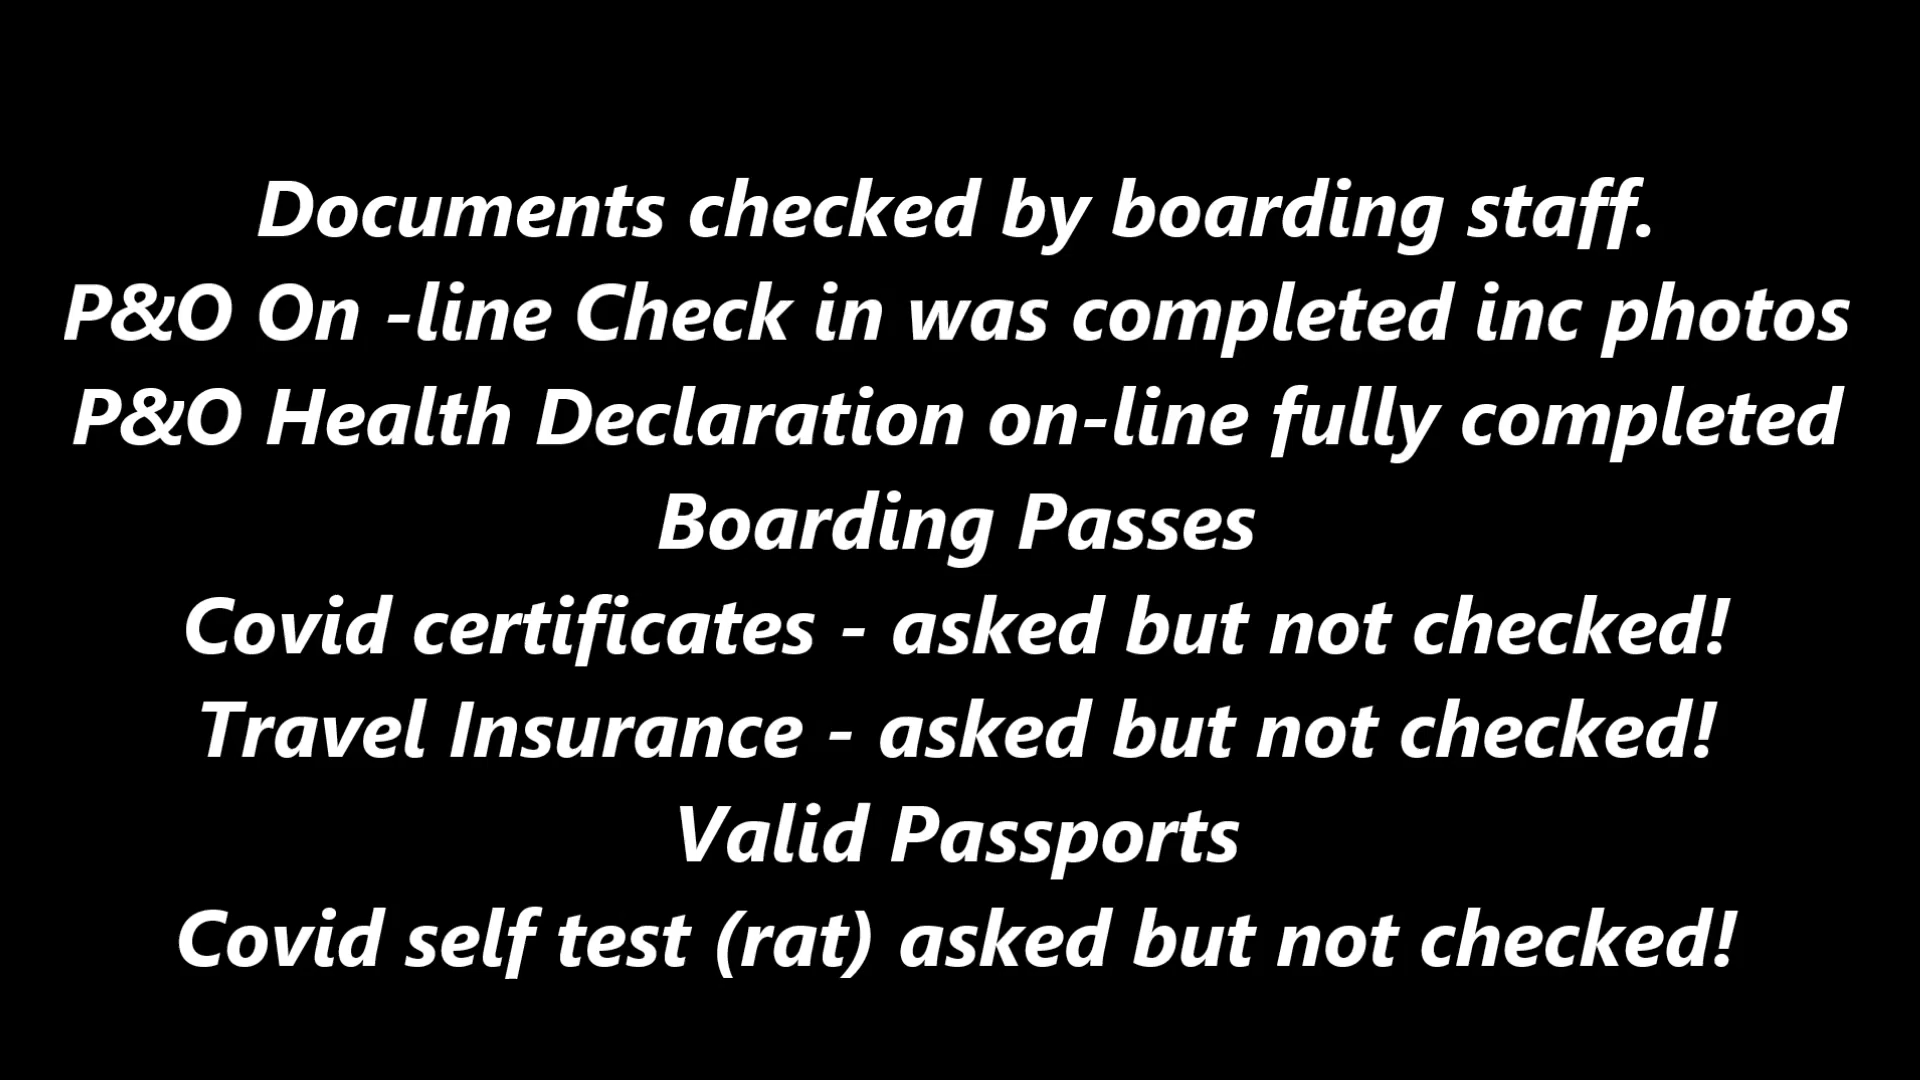 Documents checked by boarding staff.
P&O On -line Check in was completed inc photos
P&O Health Declaration on-line fully completed
Boarding Passes
Covid certificates - asked but not checked!
Travel Insurance - asked but not checked!
Valid Passports
Covid self test (rat) asked but not checked!